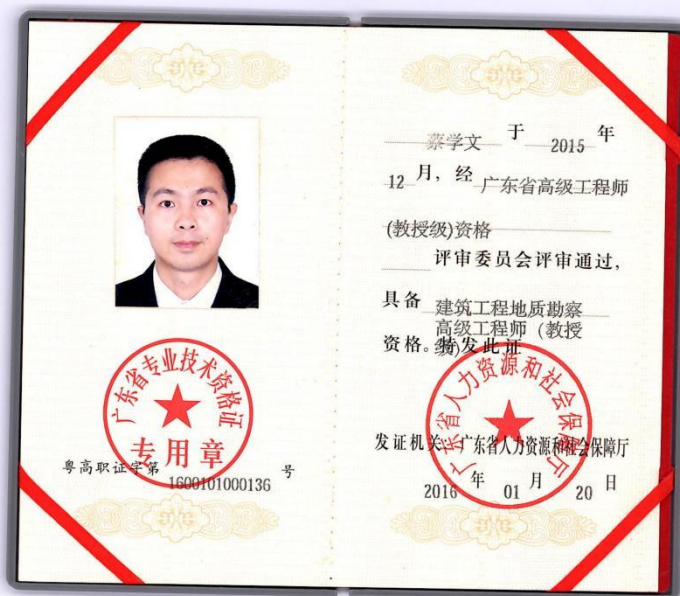 广东省专业技术资格证
专用章
粤高职证字第 1600101000136 号
蔡学文 于 2015 年
12 月，经 广东省高级工程师
(教授级)资格
评审委员会评审通过，
具备 建筑工程地质勘察
高级工程师（教授
级）
资格。特发此证
广东省人力资源和社会保障厅
发证机关：广东省人力资源和社会保障厅
2016 年 01 月 20 日